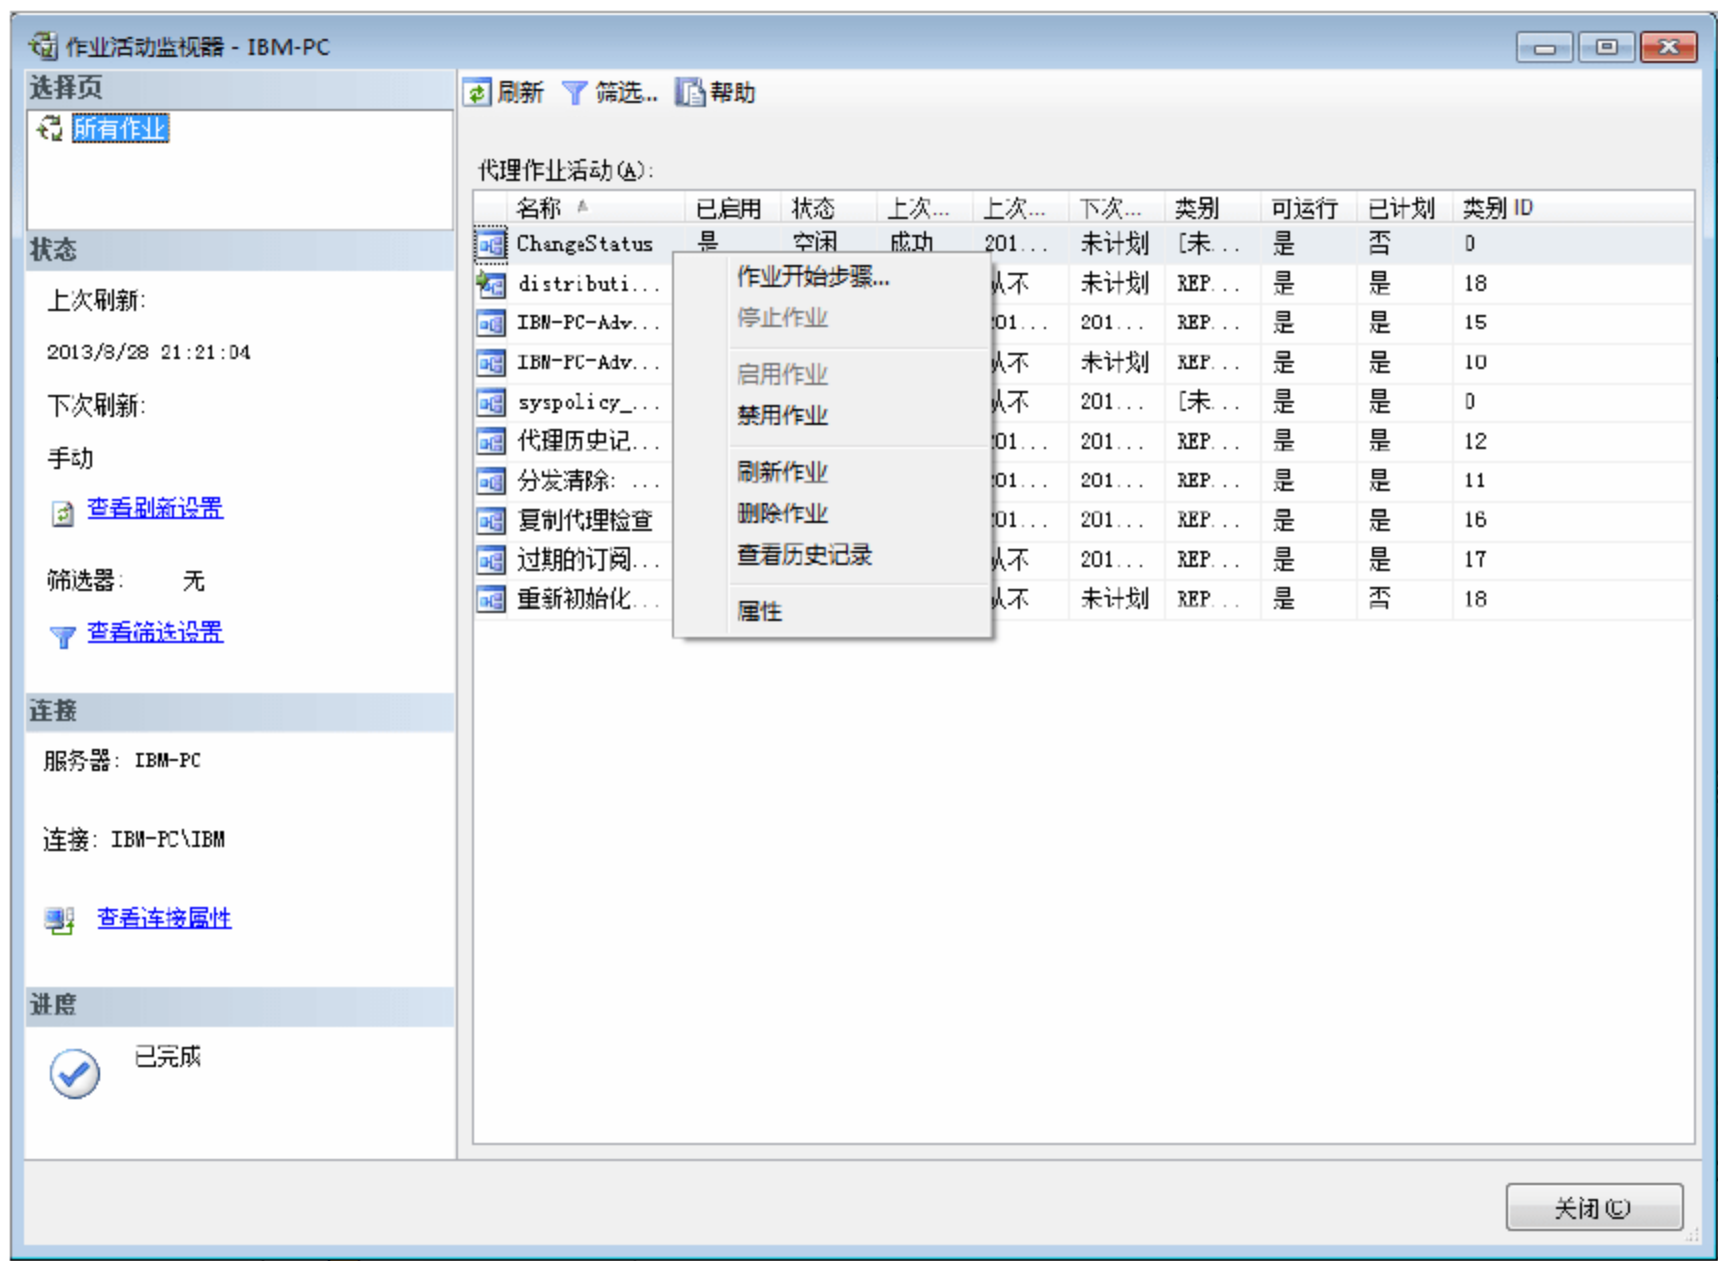 作业活动监视器 - IBM-PC
选择页
所有作业
状态
上次刷新:
2013/8/28 21:21:04
下次刷新:
手动
查看刷新设置
筛选器: 无
查看筛选设置
连接
服务器: IBM-PC
连接: IBM-PC\IBM
查看连接属性
进度
已完成
刷新 筛选... 帮助
代理作业活动(A):
名称 已启用 状态 上次... 上次... 下次... 类别 可运行 已计划 类别 ID
ChangeStatus 是 空闲 成功 201... 未计划 [未... 是 否 0
distributi... 从不 未计划 REP... 是 是 18
IBM-PC-Adv... 201... 201... REP... 是 是 15
IBM-PC-Adv... 从不 未计划 REP... 是 是 10
syspolicy_... 从不 201... [未... 是 是 0
代理历史记... 201... 201... REP... 是 是 12
分发清除: ... 201... 201... REP... 是 是 11
复制代理检查 201... 201... REP... 是 是 16
过期的订阅... 从不 201... REP... 是 是 17
重新初始化... 从不 未计划 REP... 是 否 18
作业开始步骤...
停止作业
启用作业
禁用作业
刷新作业
删除作业
查看历史记录
属性
关闭(C)